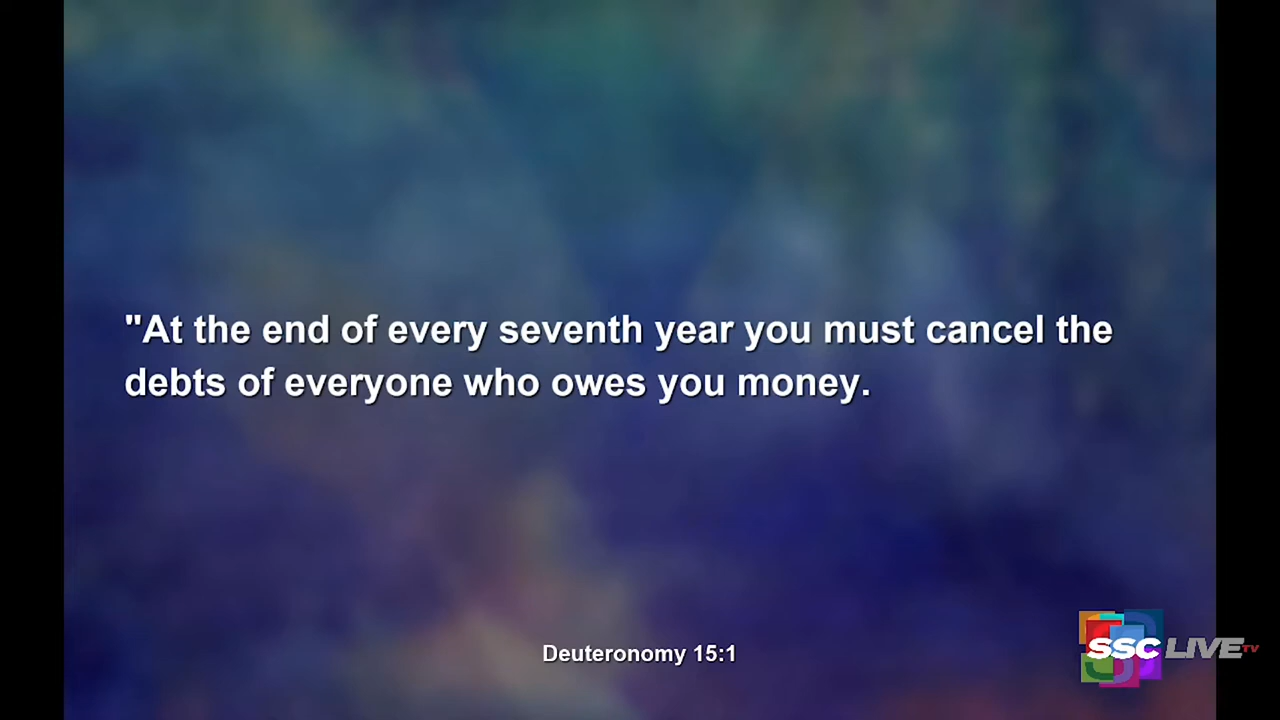 "At the end of every seventh year you must cancel the
debts of everyone who owes you money.
Deuteronomy 15:1
SSC LIVE TV